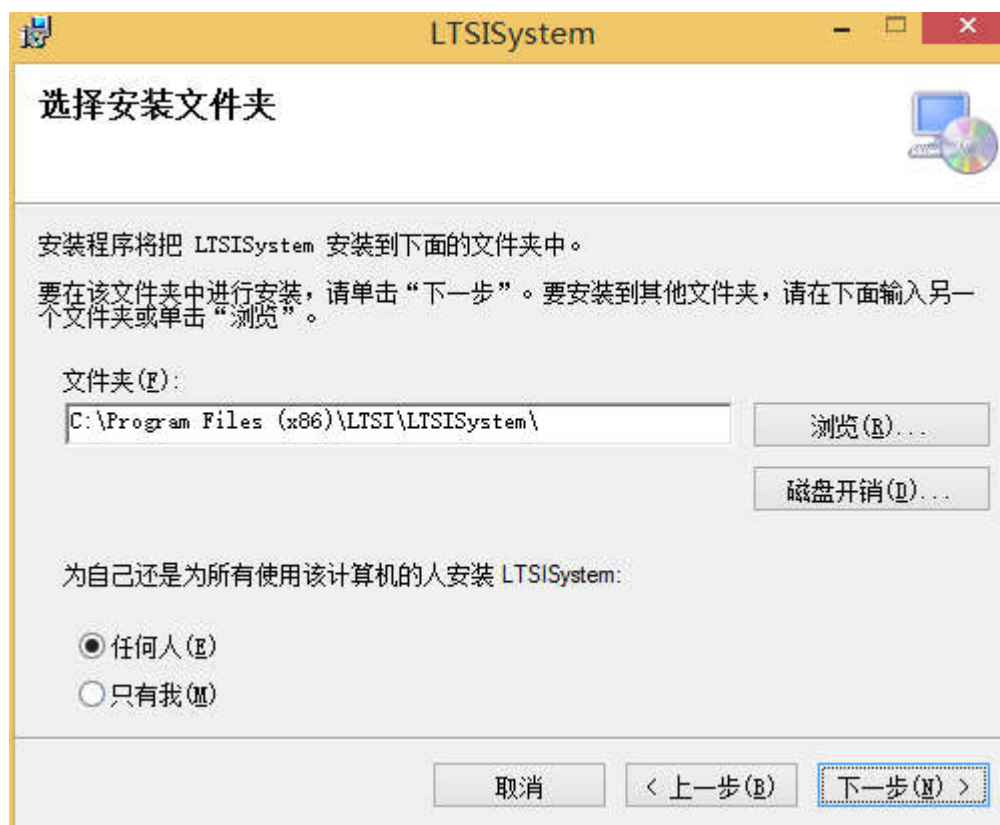 LTSISystem
选择安装文件夹
安装程序将把 LTSISystem 安装到下面的文件夹中。
要在该文件夹中进行安装，请单击“下一步”。要安装到其他文件夹，请在下面输入另一
个文件夹或单击“浏览”。
文件夹(F):
C:\Program Files (x86)\LTSI\LTSISystem\
浏览(R)...
磁盘开销(D)...
为自己还是为所有使用该计算机的人安装 LTSISystem:
任何人(E)
只有我(M)
取消
< 上一步(B)
下一步(N) >